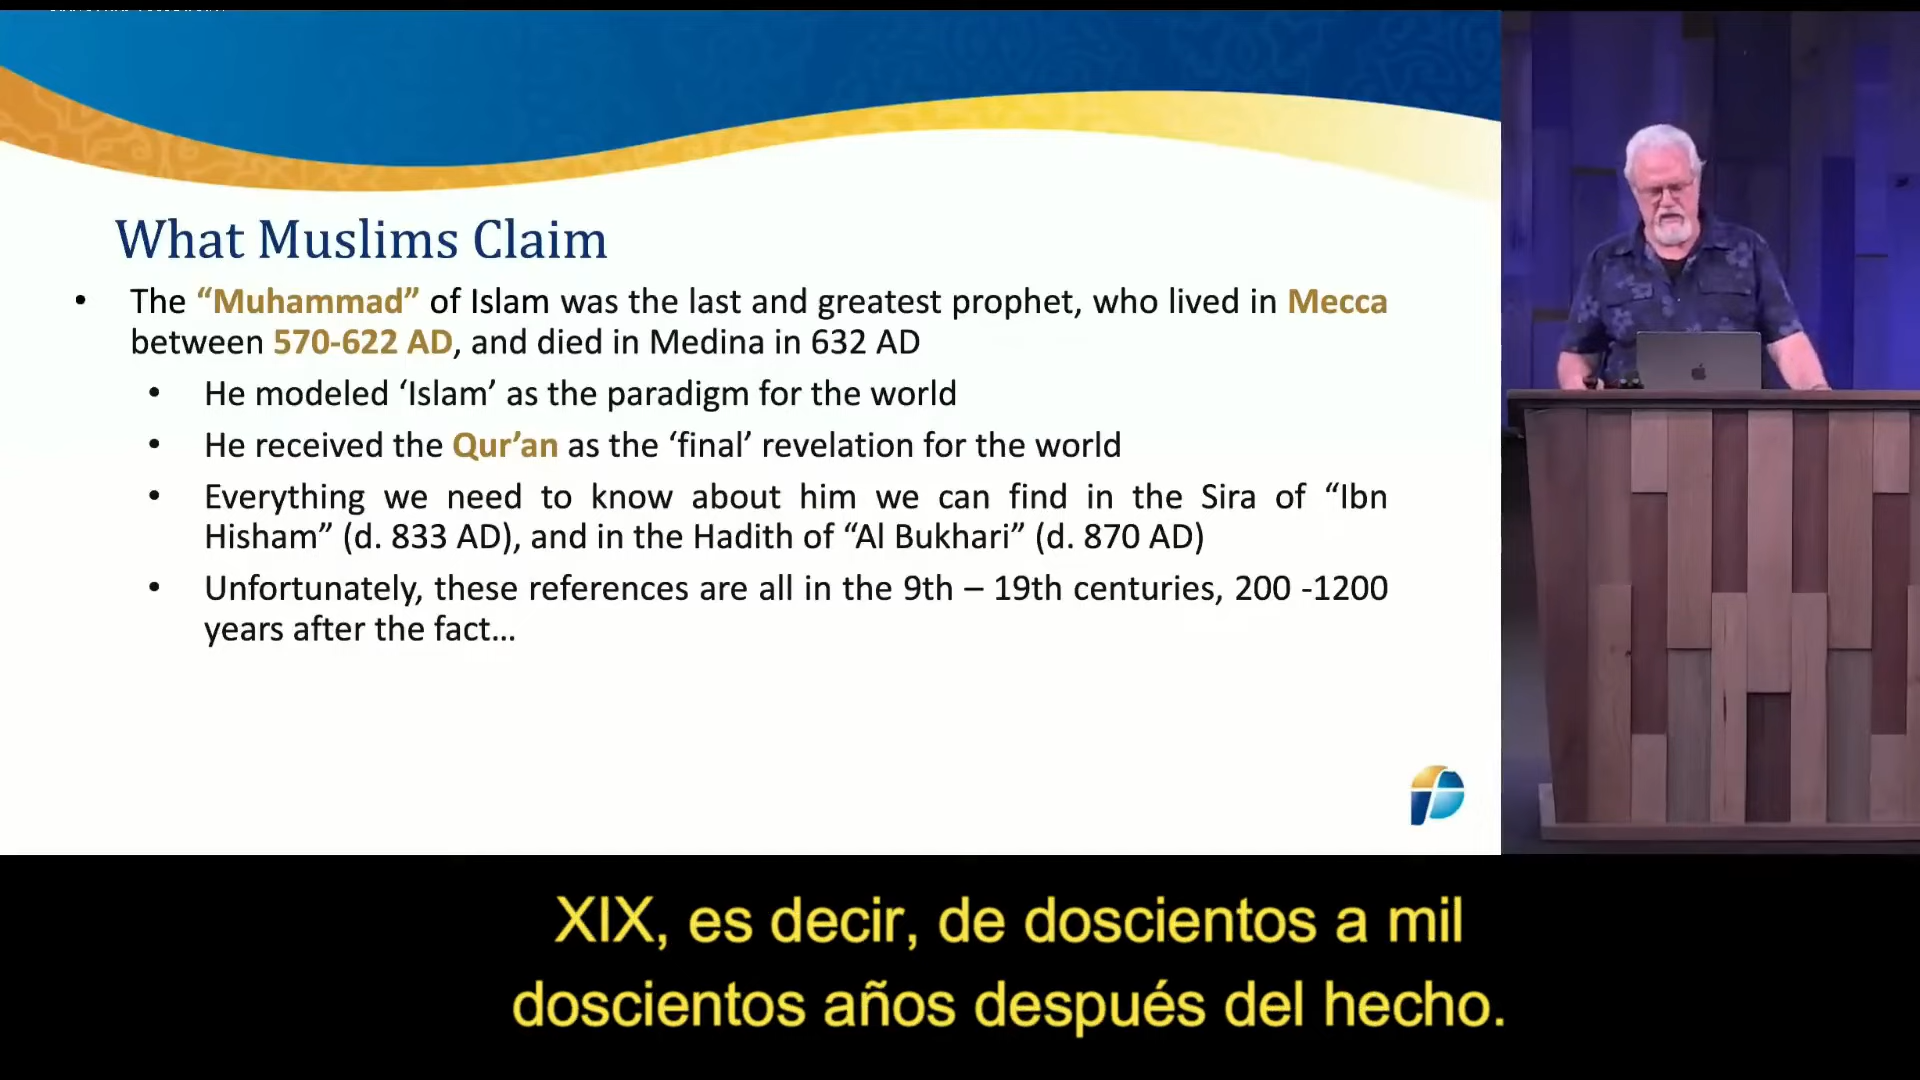 What Muslims Claim
• The “Muhammad” of Islam was the last and greatest prophet, who lived in Mecca
between 570-622 AD, and died in Medina in 632 AD
• He modeled ‘Islam’ as the paradigm for the world
• He received the Qur’an as the ‘final’ revelation for the world
• Everything we need to know about him we can find in the Sira of “Ibn
Hisham” (d. 833 AD), and in the Hadith of “Al Bukhari” (d. 870 AD)
• Unfortunately, these references are all in the 9th – 19th centuries, 200 -1200
years after the fact…
XIX, es decir, de doscientos a mil
doscientos años después del hecho.